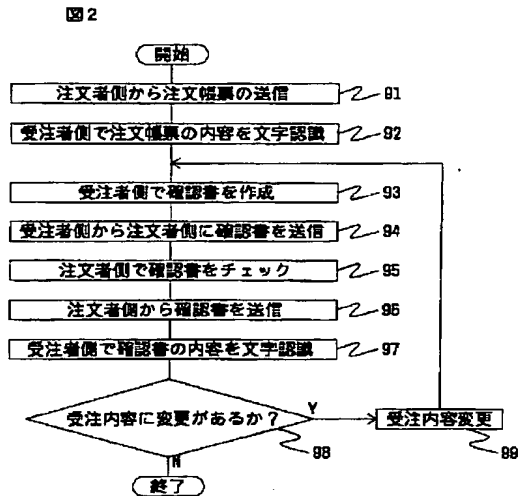 図2
開始
注文者側から注文帳票の送信 91
受注者側で注文帳票の内容を文字認識 92
受注者側で確認書を作成 93
受注者側から注文者側に確認書を送信 94
注文者側で確認書をチェック 95
注文者側から確認書を送信 96
受注者側で確認書の内容を文字認識 97
受注内容に変更があるか？ Y 受注内容変更
N 98 99
終了